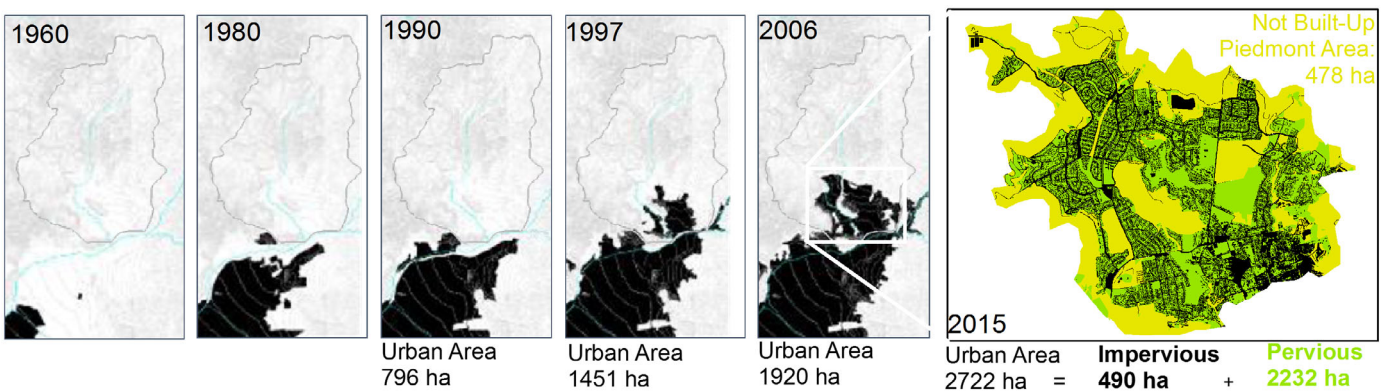 1960
1980
1990
1997
2006
Not Built-Up
Piedmont Area:
478 ha
2015
Urban Area
796 ha
Urban Area
1451 ha
Urban Area
1920 ha
Urban Area Impervious Pervious
2722 ha = 490 ha + 2232 ha